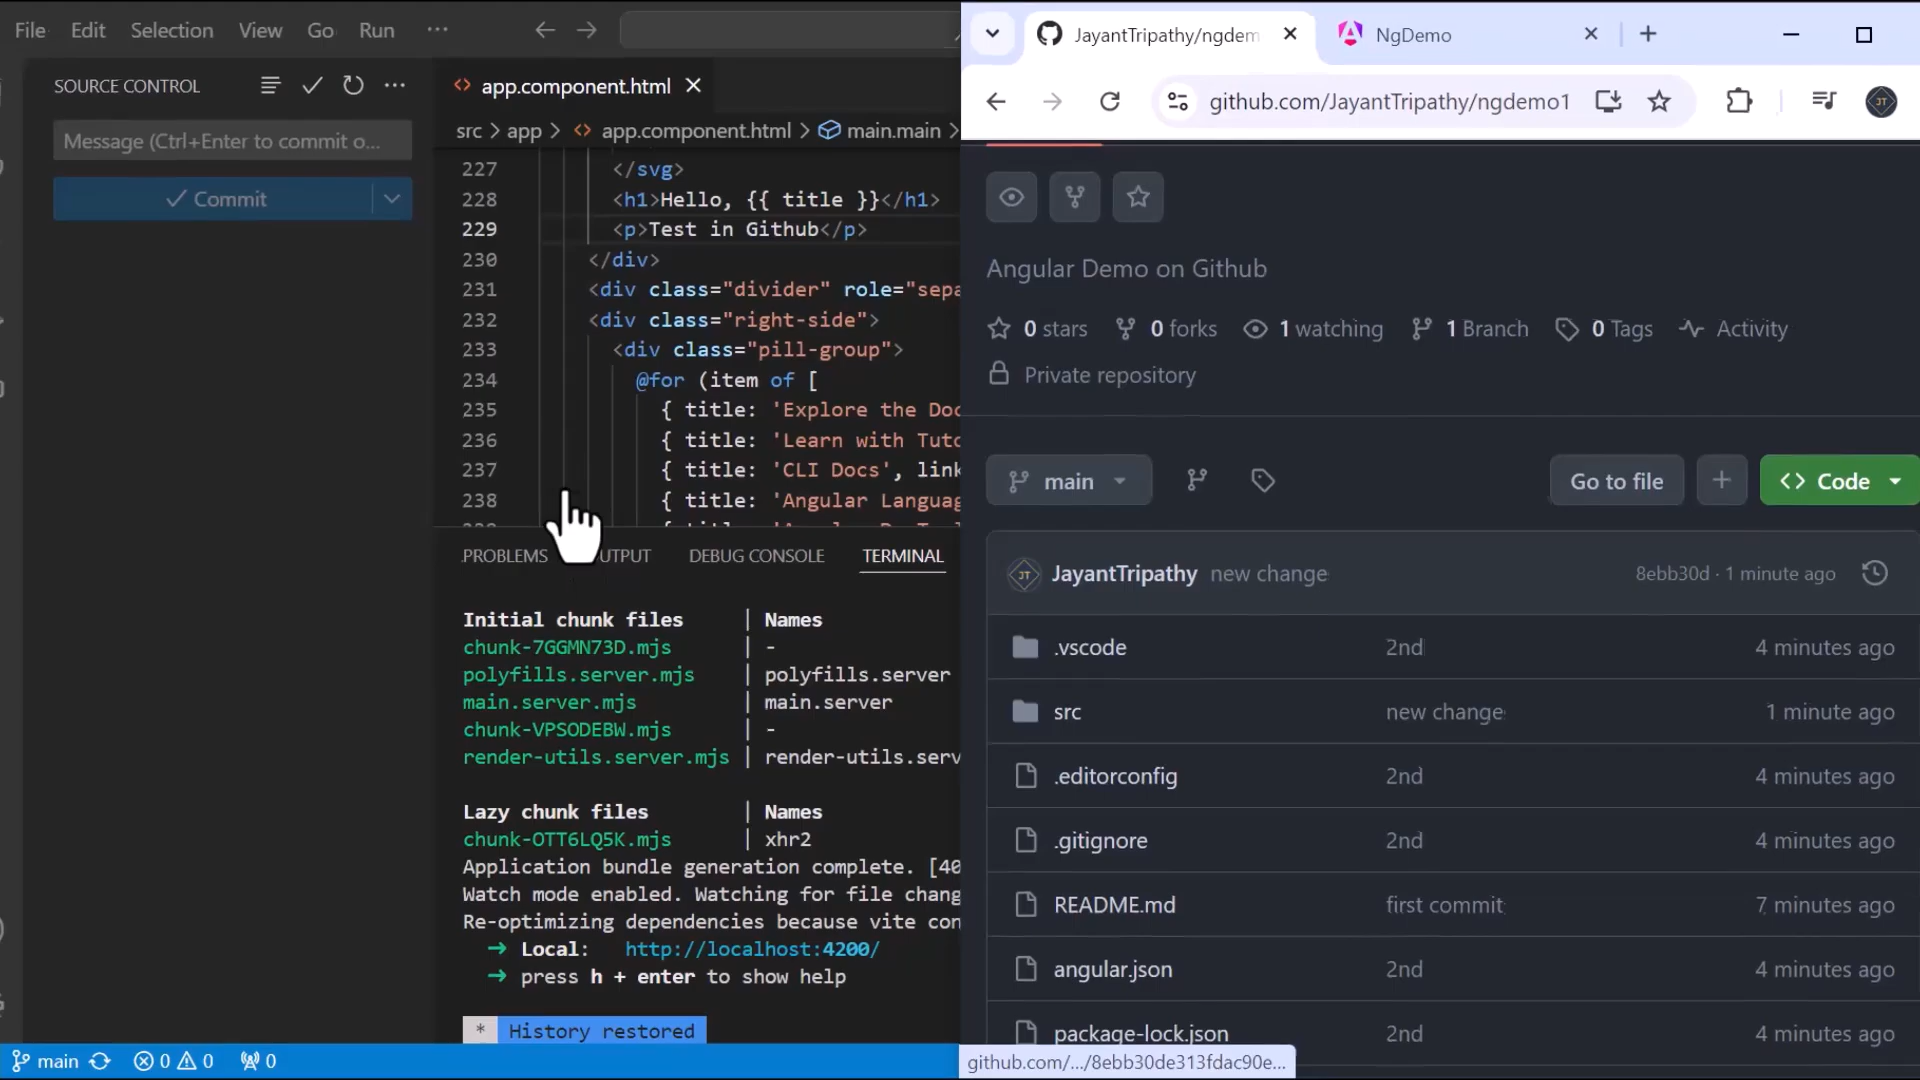 File Edit Selection View Go Run ···
SOURCE CONTROL
Message (Ctrl+Enter to commit o...
Commit
app.component.html
src > app > app.component.html > main.main >
227 </svg>
228 <h1>Hello, {{ title }}</h1>
229 <p>Test in Github</p>
230 </div>
231 <div class="divider" role="sepa
232 <div class="right-side">
233 <div class="pill-group">
234 @for (item of [
235 { title: 'Explore the Doc
236 { title: 'Learn with Tuto
237 { title: 'CLI Docs', link
238 { title: 'Angular Languag
PROBLEMS UTPUT DEBUG CONSOLE TERMINAL
Initial chunk files | Names
chunk-7GGMN73D.mjs | -
polyfills.server.mjs | polyfills.server
main.server.mjs | main.server
chunk-VPSODEBW.mjs | -
render-utils.server.mjs | render-utils.serv
Lazy chunk files | Names
chunk-OTT6LQ5K.mjs | xhr2
Application bundle generation complete. [40
Watch mode enabled. Watching for file chang
Re-optimizing dependencies because vite con
➜ Local: http://localhost:4200/
➜ press h + enter to show help
* History restored
main 0 0 0
JayantTripathy/ngdem
NgDemo
github.com/JayantTripathy/ngdemo1
JT
Angular Demo on Github
0 stars 0 forks 1 watching 1 Branch 0 Tags Activity
Private repository
main Go to file Code
JT JayantTripathy new change 8ebb30d · 1 minute ago
.vscode 2nd 4 minutes ago
src new change 1 minute ago
.editorconfig 2nd 4 minutes ago
.gitignore 2nd 4 minutes ago
README.md first commit 7 minutes ago
angular.json 2nd 4 minutes ago
package-lock.json 2nd 4 minutes ago
github.com/.../8ebb30de313fdac90e...